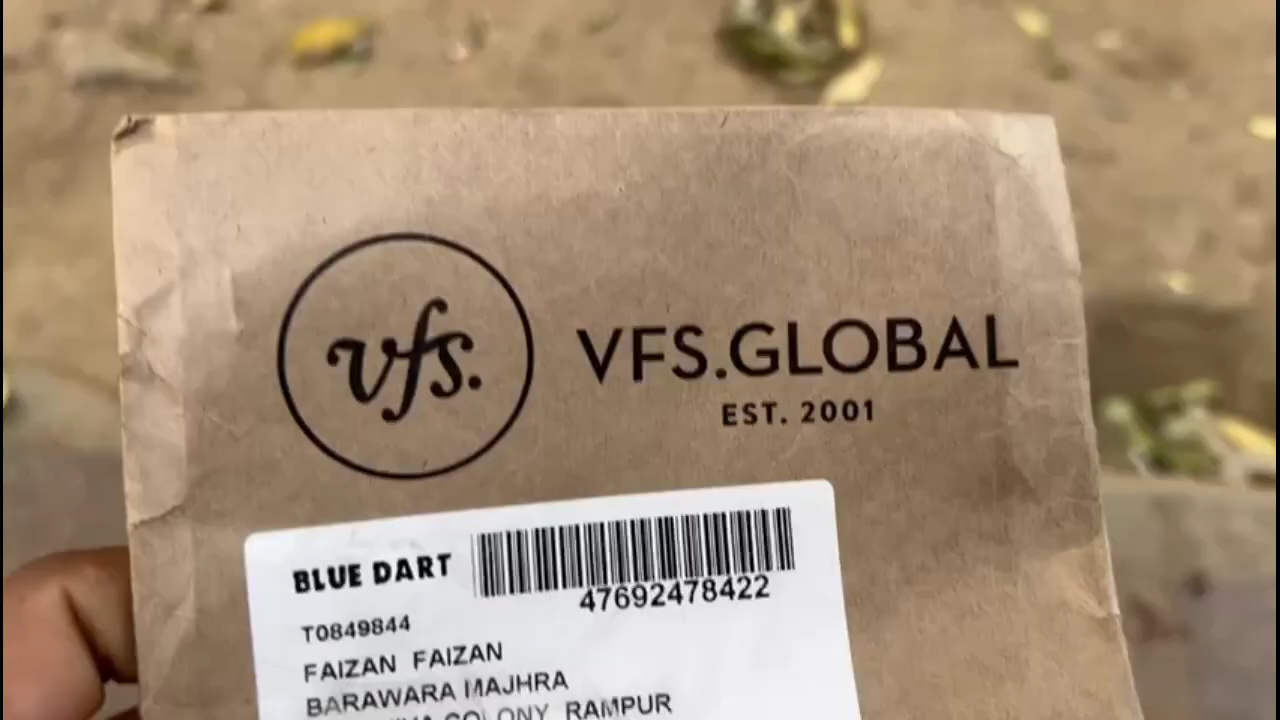 vfs.
VFS.GLOBAL
EST. 2001
BLUE DART
47692478422
T0849844
FAIZAN FAIZAN
BARAWARA MAJHRA
COLONY RAMPUR